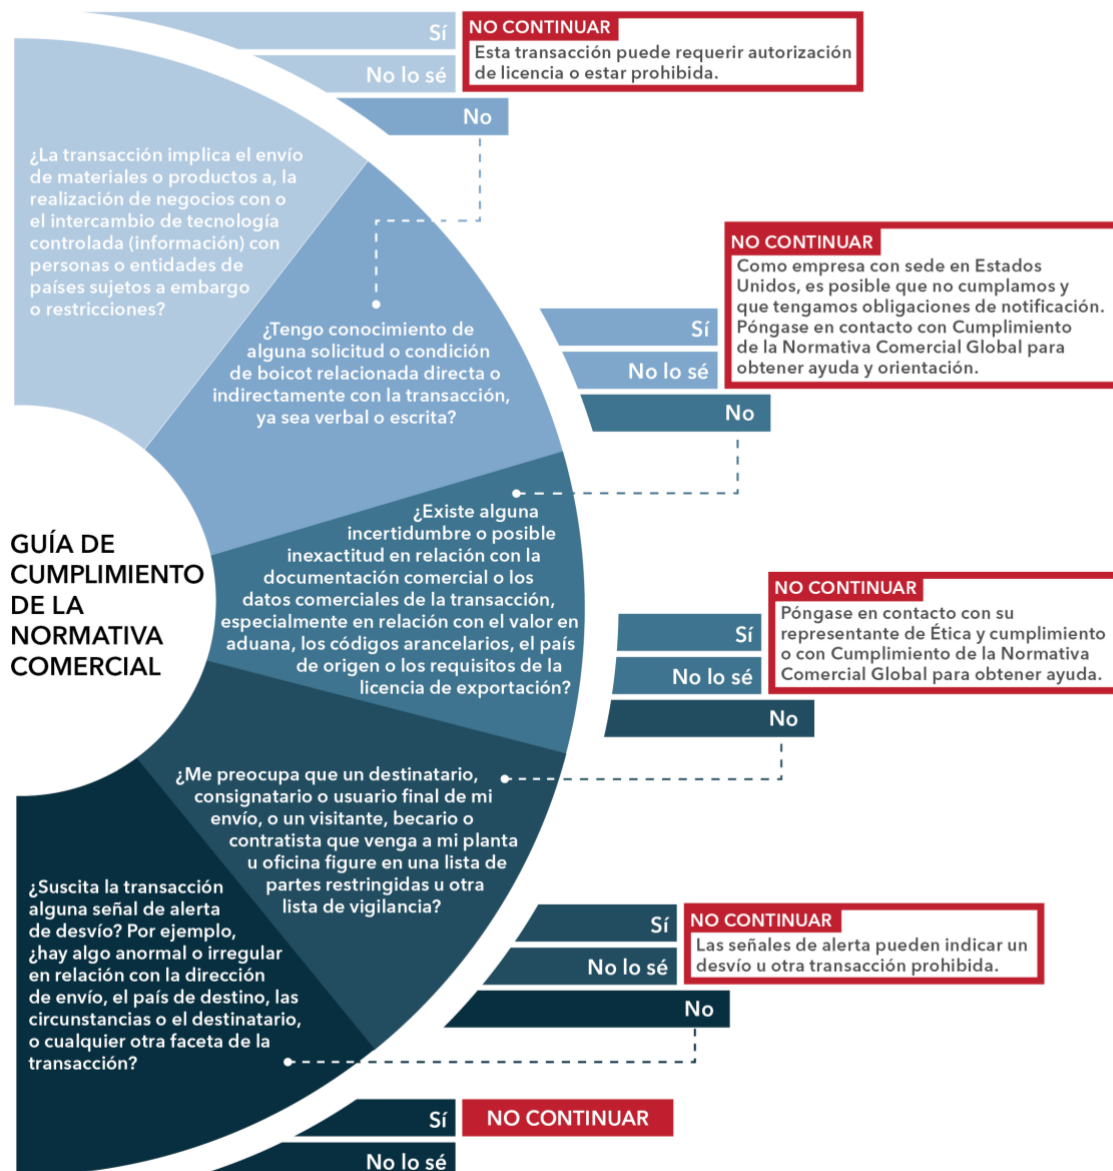 Sí
NO CONTINUAR
Esta transacción puede requerir autorización
de licencia o estar prohibida.
No lo sé
No
¿La transacción implica el envío
de materiales o productos a, la
realización de negocios con o
el intercambio de tecnología
controlada (información) con
personas o entidades de
países sujetos a embargo
o restricciones?
¿Tengo conocimiento de
alguna solicitud o condición
de boicot relacionada directa o
indirectamente con la transacción,
ya sea verbal o escrita?
NO CONTINUAR
Como empresa con sede en Estados
Unidos, es posible que no cumplamos y
que tengamos obligaciones de notificación.
Póngase en contacto con Cumplimiento
de la Normativa Comercial Global para
obtener ayuda y orientación.
Sí
No lo sé
No
GUÍA DE
CUMPLIMIENTO
DE LA
NORMATIVA
COMERCIAL
¿Existe alguna
incertidumbre o posible
inexactitud en relación con la
documentación comercial o los
datos comerciales de la transacción,
especialmente en relación con el valor en
aduana, los códigos arancelarios, el país
de origen o los requisitos de la
licencia de exportación?
NO CONTINUAR
Póngase en contacto con su
representante de Ética y cumplimiento
o con Cumplimiento de la Normativa
Comercial Global para obtener ayuda.
Sí
No lo sé
No
¿Me preocupa que un destinatario,
consignatario o usuario final de mi
envío, o un visitante, becario o
contratista que venga a mi planta
u oficina figure en una lista de
partes restringidas u otra
lista de vigilancia?
Sí
No lo sé
No
NO CONTINUAR
Las señales de alerta pueden indicar un
desvío u otra transacción prohibida.
¿Suscita la transacción
alguna señal de alerta
de desvío? Por ejemplo,
¿hay algo anormal o irregular
en relación con la dirección
de envío, el país de destino, las
circunstancias o el destinatario,
o cualquier otra faceta de la
transacción?
Sí
NO CONTINUAR
No lo sé